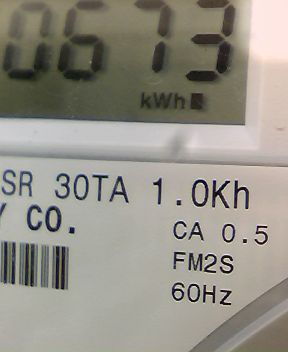 0673
kWh
SR 30TA 1.0Kh
Y CO.
CA 0.5
FM2S
60Hz